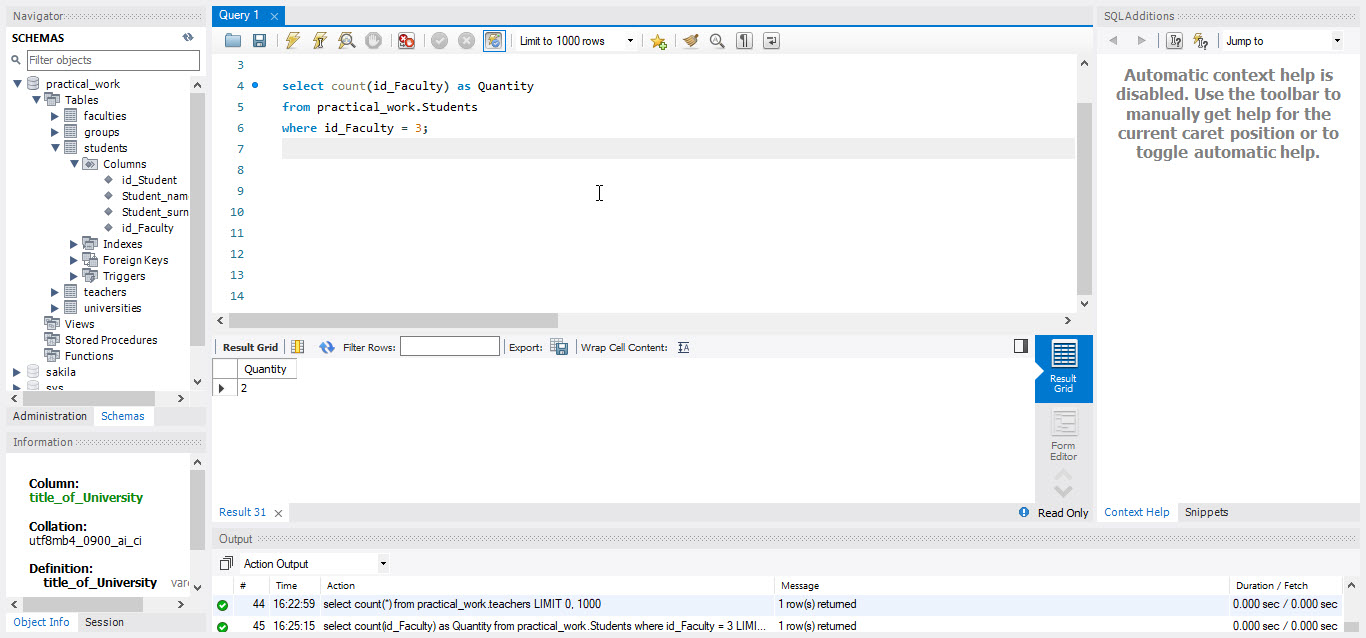 Navigator
SCHEMAS
Filter objects
practical_work
Tables
faculties
groups
students
Columns
id_Student
Student_nam
Student_surn
id_Faculty
Indexes
Foreign Keys
Triggers
teachers
universities
Views
Stored Procedures
Functions
sakila
sys
Administration Schemas
Information
Column:
title_of_University
Collation:
utf8mb4_0900_ai_ci
Definition:
title_of_University varc
Object Info Session
Query 1
Limit to 1000 rows
3
4 select count(id_Faculty) as Quantity
5 from practical_work.Students
6 where id_Faculty = 3;
7
8
9
10
11
12
13
14
Result Grid Filter Rows: Export: Wrap Cell Content:
Quantity
2
Result
Grid
Form
Editor
Result 31 Read Only
SQLAdditions
Jump to
Automatic context help is
disabled. Use the toolbar to
manually get help for the
current caret position or to
toggle automatic help.
Context Help Snippets
Output
Action Output
# Time Action Message Duration / Fetch
44 16:22:59 select count(*) from practical_work.teachers LIMIT 0, 1000 1 row(s) returned 0.000 sec / 0.000 sec
45 16:25:15 select count(id_Faculty) as Quantity from practical_work.Students where id_Faculty = 3 LIMI... 1 row(s) returned 0.000 sec / 0.000 sec